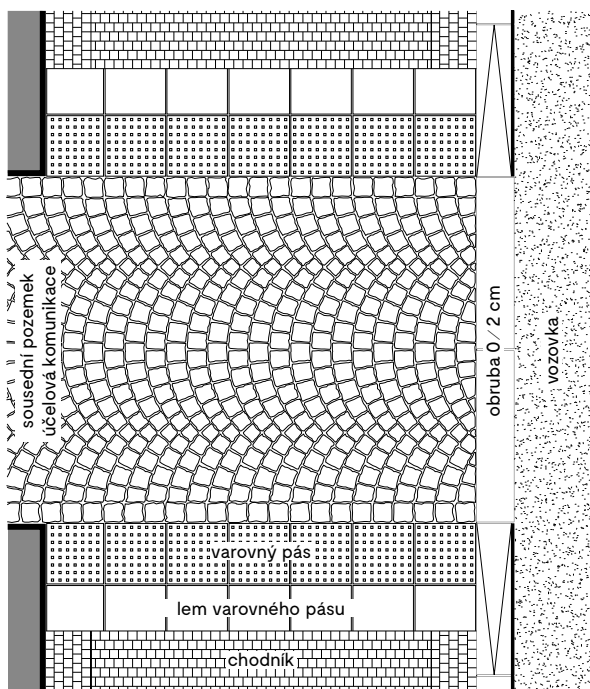 sousední pozemek
účelová komunikace
obruba 0 / 2 cm
vozovka
varovný pás
lem varovného pásu
chodník